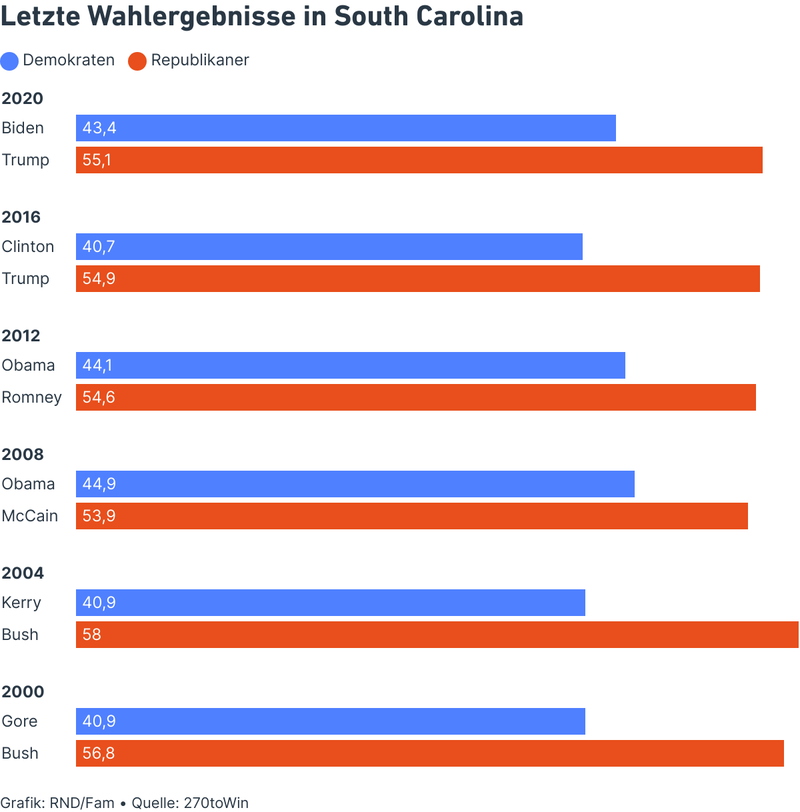 Letzte Wahlergebnisse in South Carolina
Demokraten Republikaner
2020
Biden 43,4
Trump 55,1
2016
Clinton 40,7
Trump 54,9
2012
Obama 44,1
Romney 54,6
2008
Obama 44,9
McCain 53,9
2004
Kerry 40,9
Bush 58
2000
Gore 40,9
Bush 56,8
Grafik: RND/Fam • Quelle: 270toWin